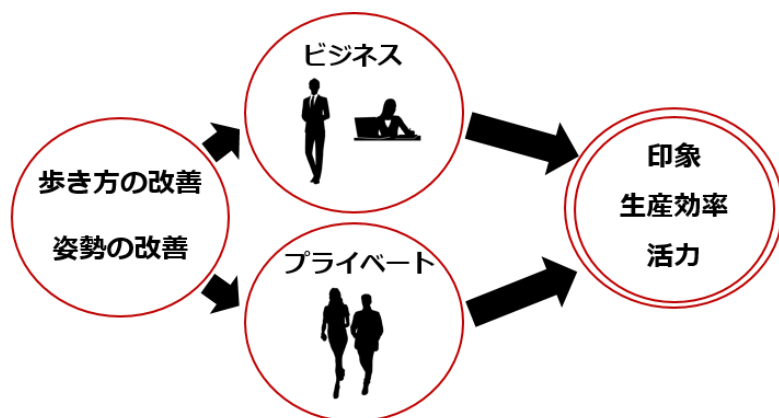 歩き方の改善
姿勢の改善
ビジネス
プライベート
印象
生産効率
活力